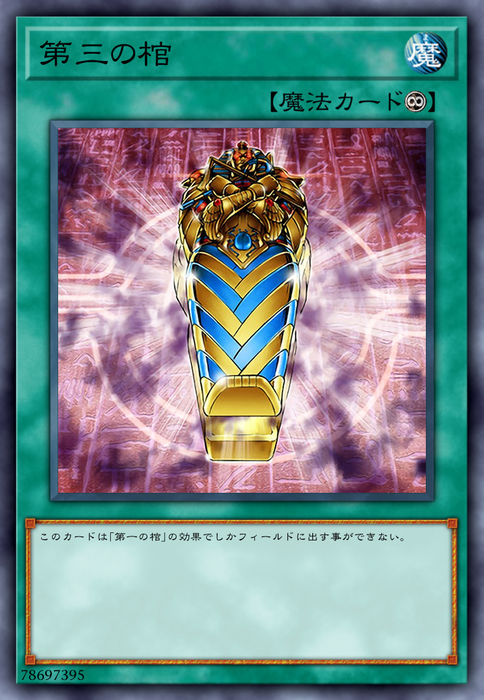 第三の棺
魔
【魔法カード】
このカードは｢第一の棺｣の効果でしかフィールドに出す事ができない。
78697395